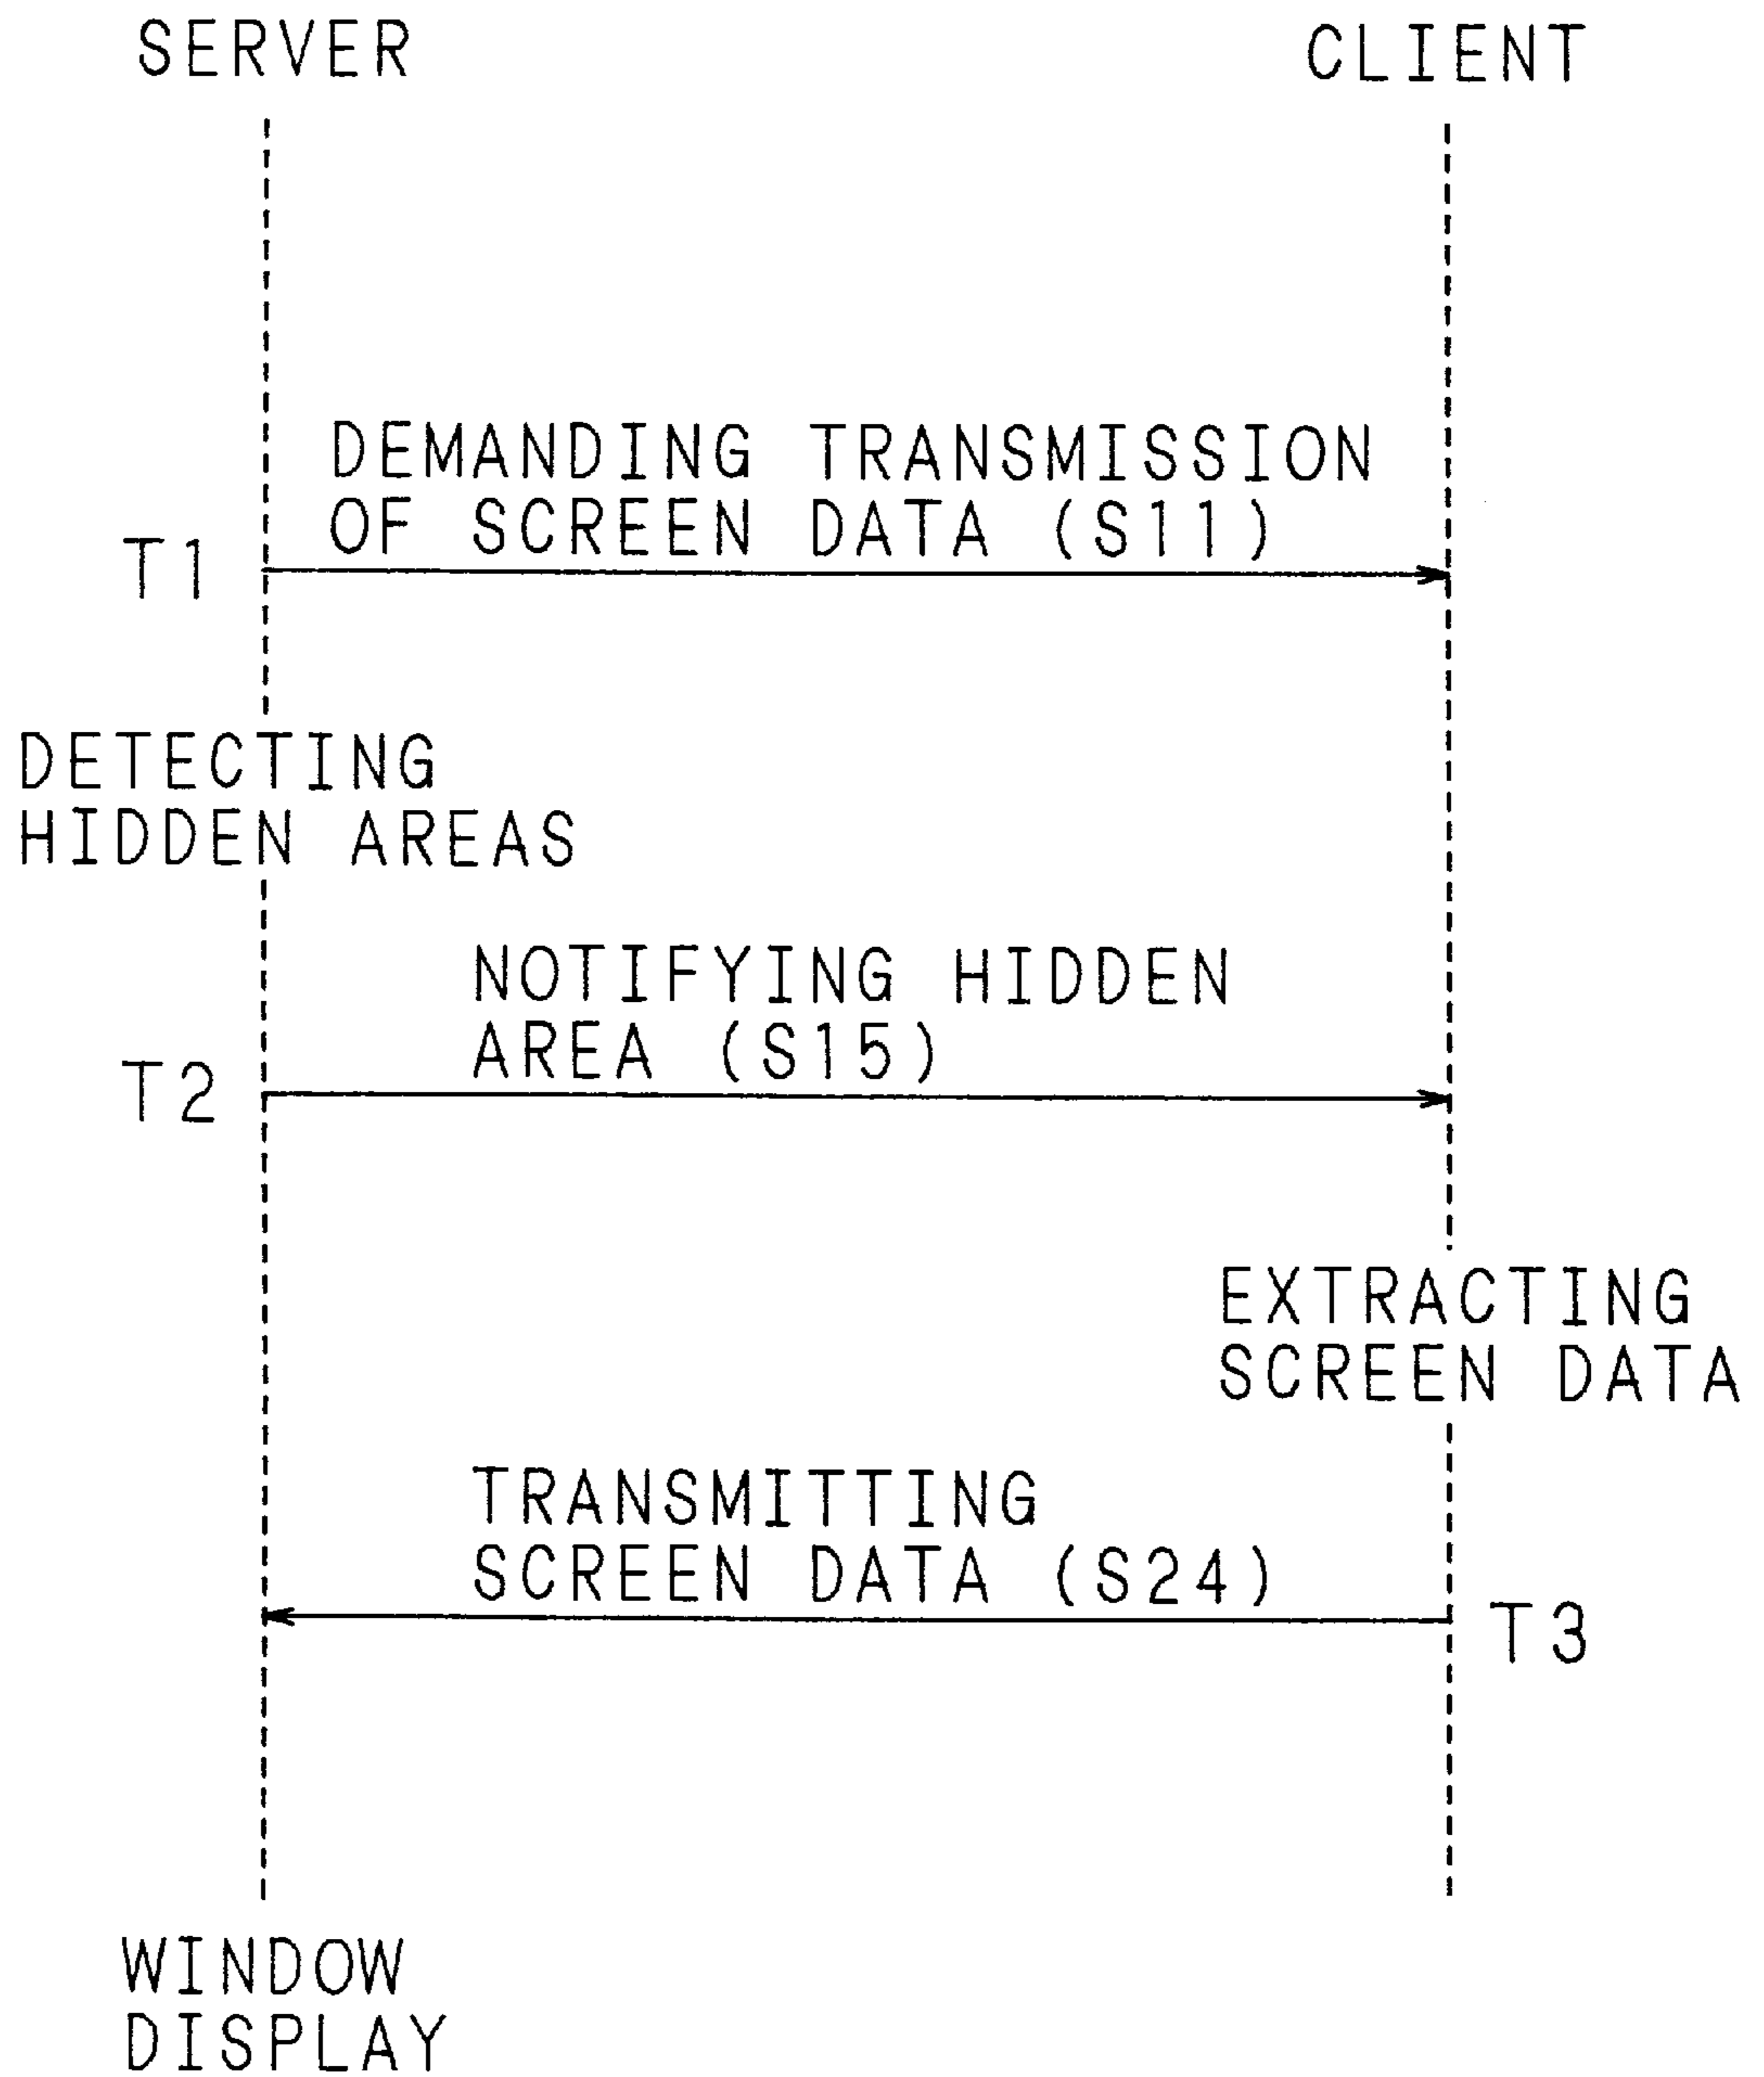 SERVER
CLIENT
DEMANDING TRANSMISSION
OF SCREEN DATA (S11)
T1
DETECTING
HIDDEN AREAS
NOTIFYING HIDDEN
AREA (S15)
T2
EXTRACTING
SCREEN DATA
TRANSMITTING
SCREEN DATA (S24)
T3
WINDOW
DISPLAY